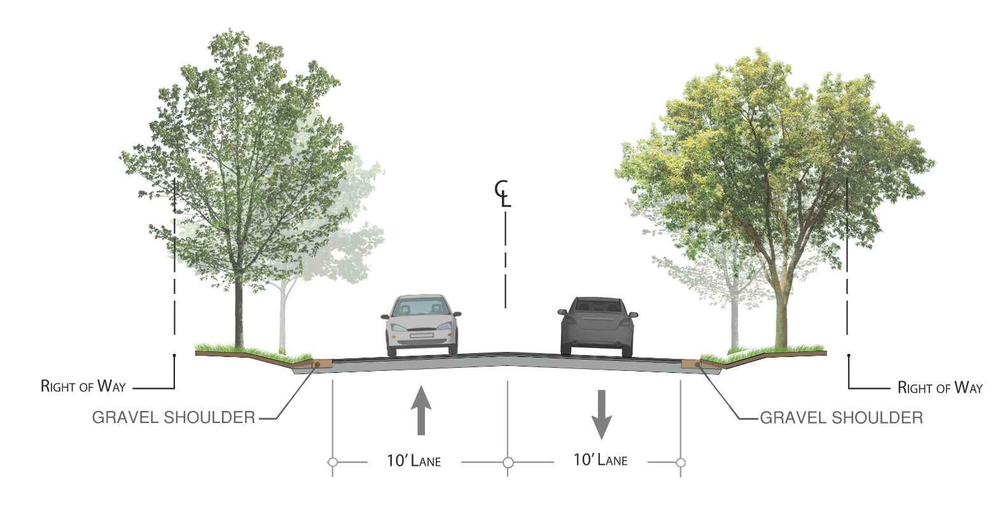 ℄
Right of Way
Right of Way
GRAVEL SHOULDER
GRAVEL SHOULDER
10' Lane
10' Lane